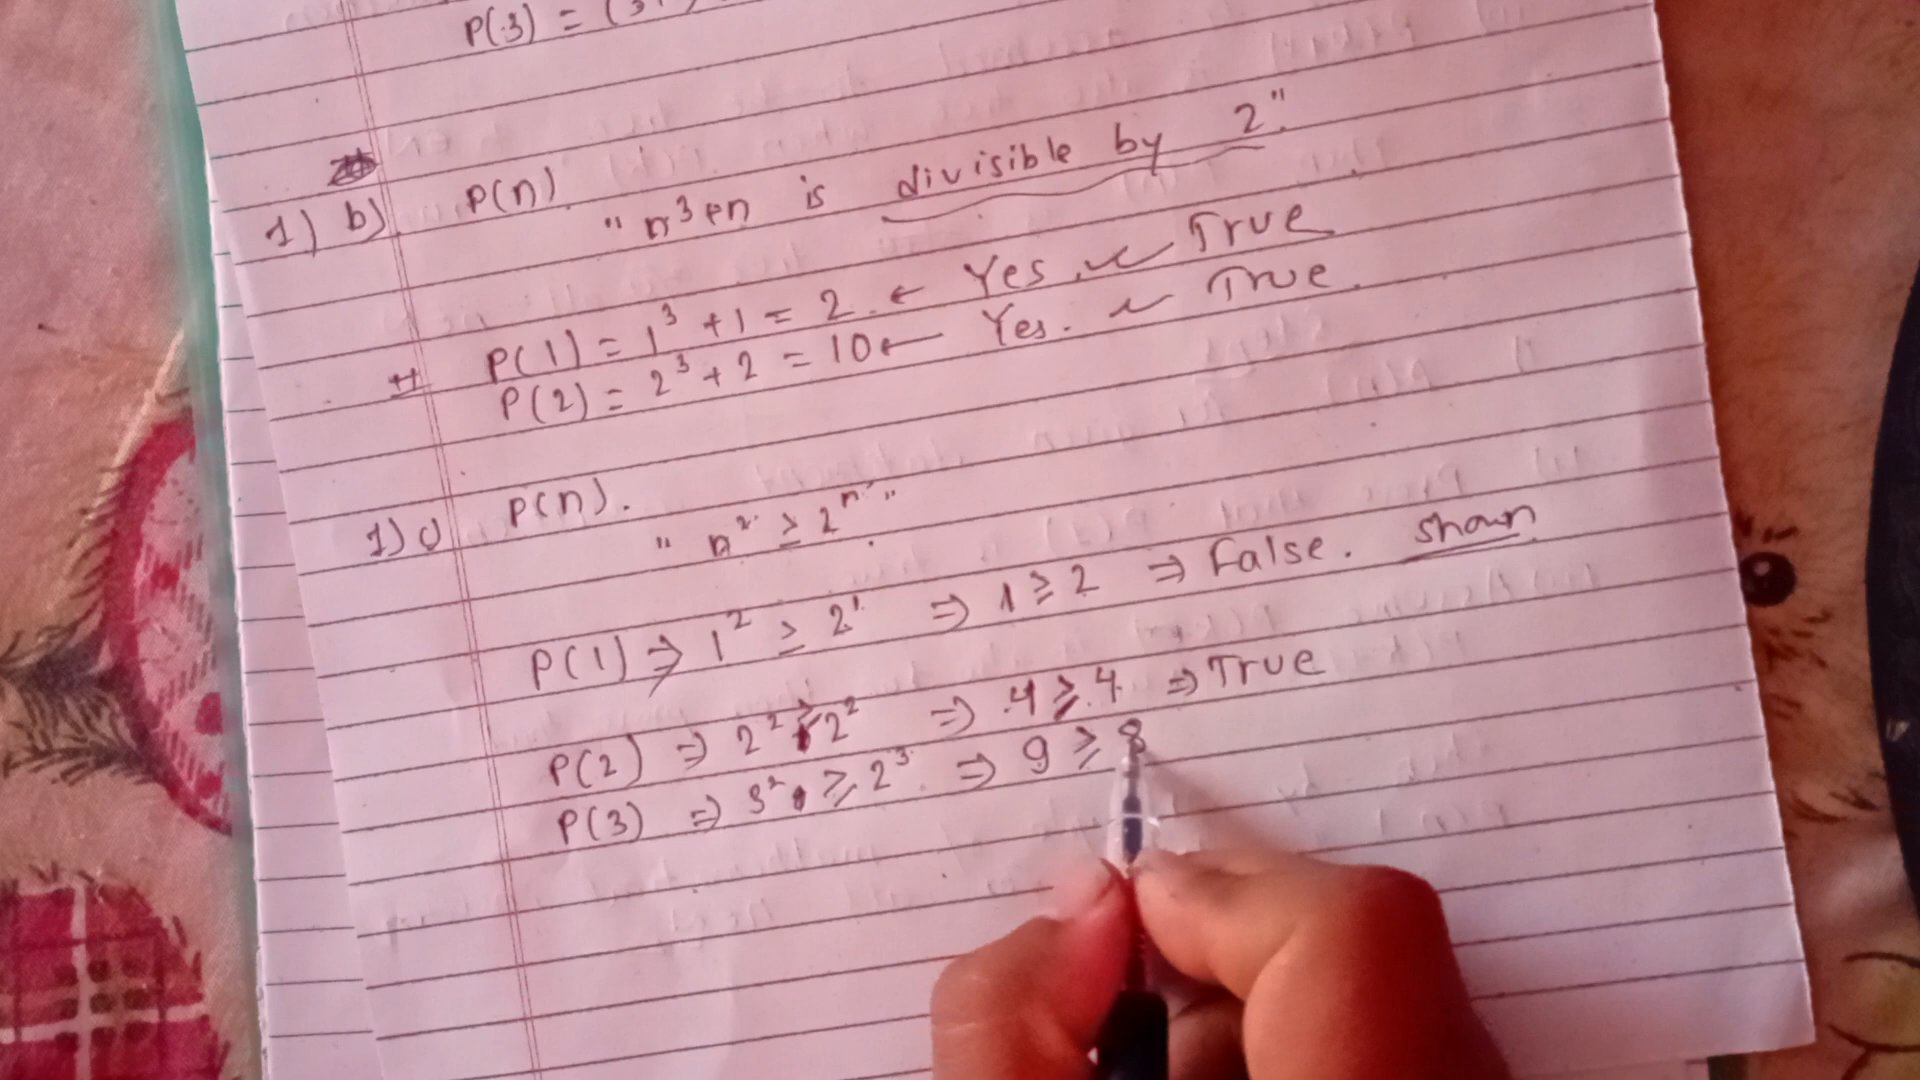 P(3) = (3
1) b) P(n).
" n³+n is divisible by 2."
P(1) = 1³ + 1 = 2 ← Yes. True
P(2) = 2³ + 2 = 10 ← Yes. True.
1) c) P(n).
" n² ≥ 2ⁿ "
P(1) ⇒ 1² ≥ 2¹ ⇒ 1 ≥ 2 ⇒ False. shown
P(2) ⇒ 2² ≥ 2² ⇒ 4 ≥ 4 ⇒ True
P(3) ⇒ 3² ≥ 2³ ⇒ 9 ≥ 8